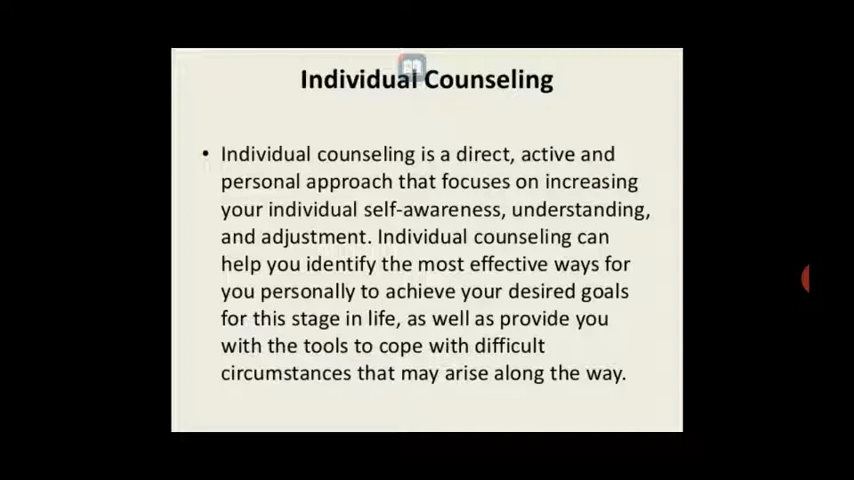 Individual Counseling
• Individual counseling is a direct, active and
personal approach that focuses on increasing
your individual self-awareness, understanding,
and adjustment. Individual counseling can
help you identify the most effective ways for
you personally to achieve your desired goals
for this stage in life, as well as provide you
with the tools to cope with difficult
circumstances that may arise along the way.